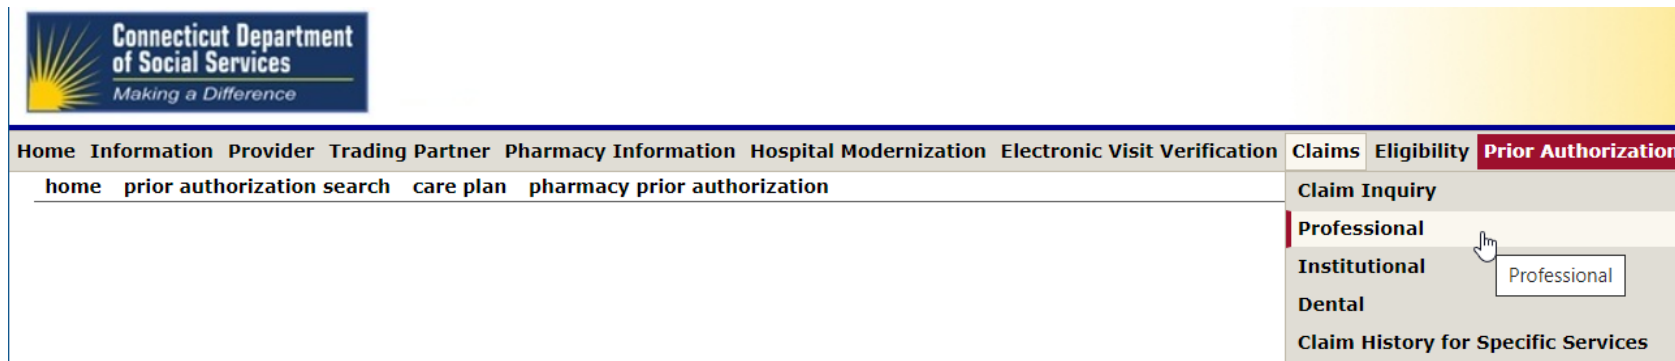 Connecticut Department
of Social Services
Making a Difference
Home Information Provider Trading Partner Pharmacy Information Hospital Modernization Electronic Visit Verification Claims Eligibility Prior Authorization
home prior authorization search care plan pharmacy prior authorization
Claim Inquiry
Professional
Institutional
Professional
Dental
Claim History for Specific Services